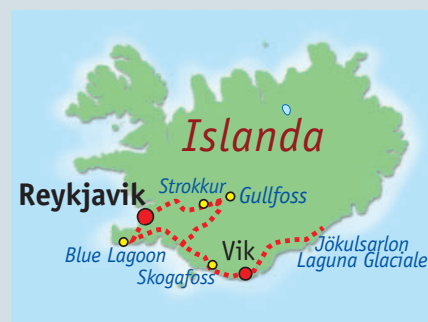 Islanda
Reykjavik
Strokkur
Gullfoss
Blue Lagoon
Skogafoss
Vik
Jökulsarlon
Laguna Glaciale